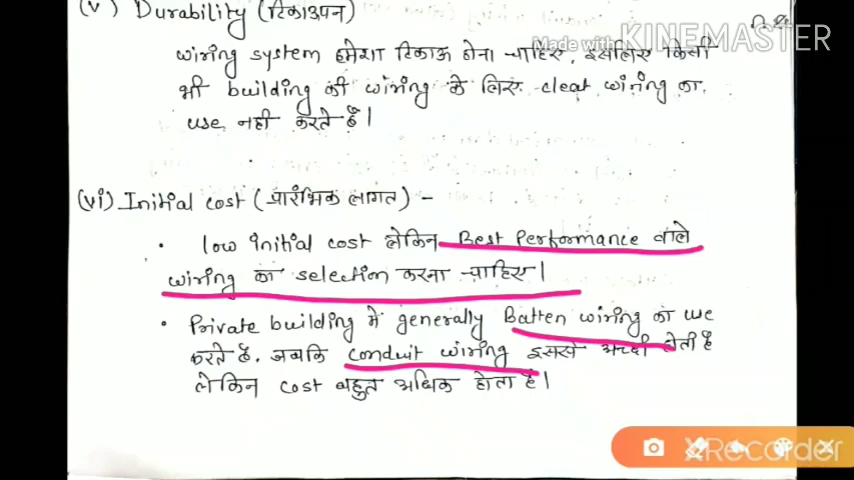 (v) Durability (टिकाऊपन)
Made with KINEMASTER
wiring system हमेशा टिकाऊ होना चाहिए, इसलिए किसी
भी building की wiring के लिए cleat wiring का
use नही करते है।
(vi) Initial cost (प्रारंभिक लागत) -
• low initial cost लेकिन Best Performance वाले
wiring का selection करना चाहिए।
• Private building में generally Batten wiring का use
करते है. जबकि conduit wiring इससे अच्छी होती है
लेकिन cost बहुत अधिक होता है।
XRecorder